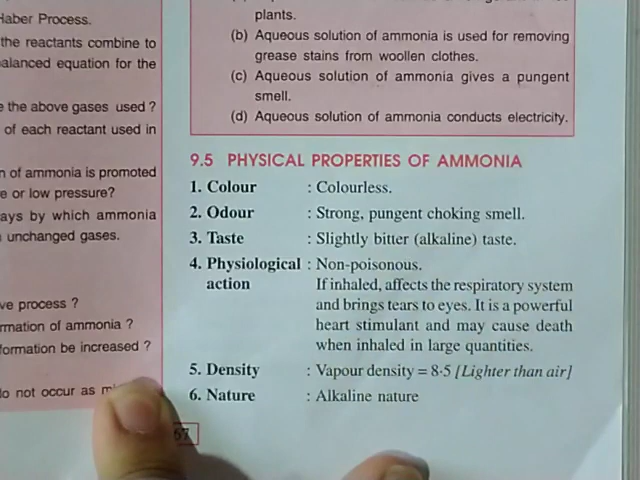 Haber Process.
the reactants combine to
balanced equation for the
the above gases used ?
of each reactant used in
of ammonia is promoted
or low pressure?
ways by which ammonia
unchanged gases.
process ?
formation of ammonia ?
formation be increased ?
do not occur as
plants.
(b) Aqueous solution of ammonia is used for removing
grease stains from woollen clothes.
(c) Aqueous solution of ammonia gives a pungent
smell.
(d) Aqueous solution of ammonia conducts electricity.
9.5 PHYSICAL PROPERTIES OF AMMONIA
1. Colour : Colourless.
2. Odour : Strong, pungent choking smell.
3. Taste : Slightly bitter (alkaline) taste.
4. Physiological : Non-poisonous.
action If inhaled, affects the respiratory system
and brings tears to eyes. It is a powerful
heart stimulant and may cause death
when inhaled in large quantities.
5. Density : Vapour density = 8·5 [Lighter than air]
6. Nature : Alkaline nature
67